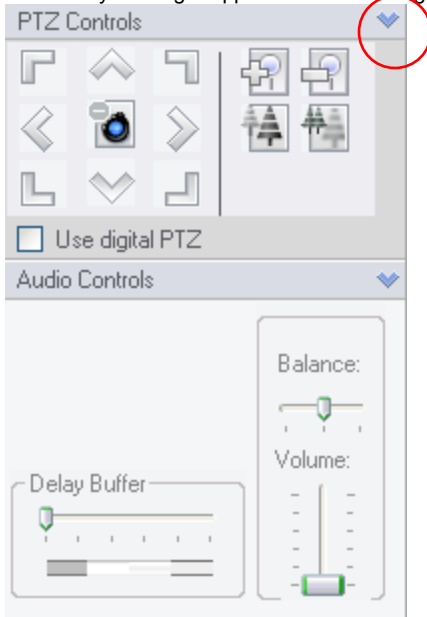 PTZ Controls
Use digital PTZ
Audio Controls
Balance:
Volume:
Delay Buffer